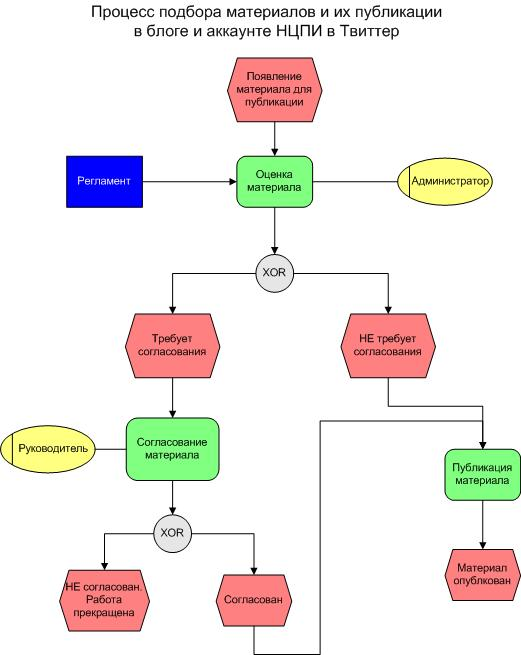 Процесс подбора материалов и их публикации
в блоге и аккаунте НЦПИ в Твиттер
Появление
материала для
публикации
Регламент
Оценка
материала
Администратор
XOR
Требует
согласования
НЕ требует
согласования
Руководитель
Согласование
материала
Публикация
материала
XOR
НЕ согласован.
Работа
прекращена
Согласован
Материал
опублкован